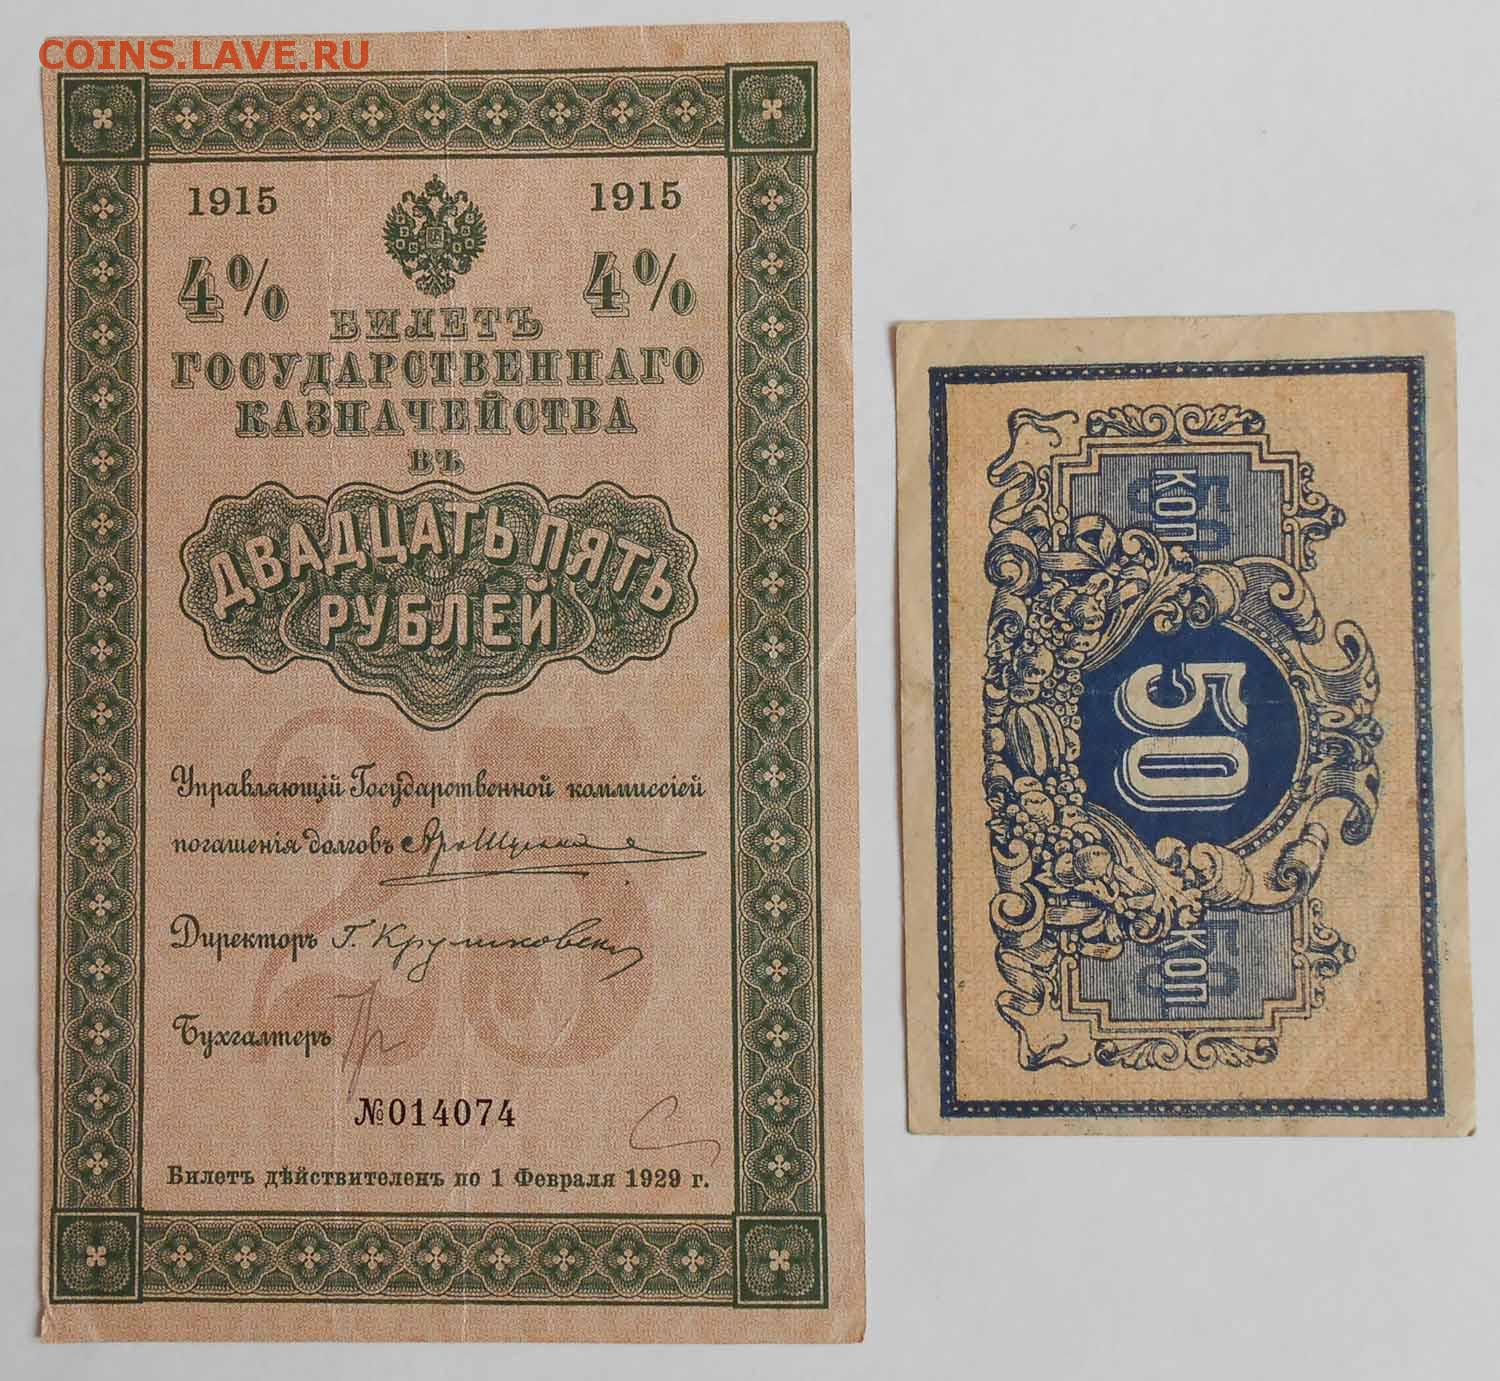 COINS.LAVE.RU
1915 1915
4% 4%
БИЛЕТЪ
ГОСУДАРСТВЕННАГО
КАЗНАЧЕЙСТВА
ВЪ
ДВАДЦАТЬ ПЯТЬ
РУБЛЕЙ
25
Управляющій Государственной коммиссіей
погашенія долговъ
Директоръ
Бухгалтеръ
№014074
Билетъ дѣйствителенъ по 1 Февраля 1929 г.
50
КОП.
50
50
КОП.